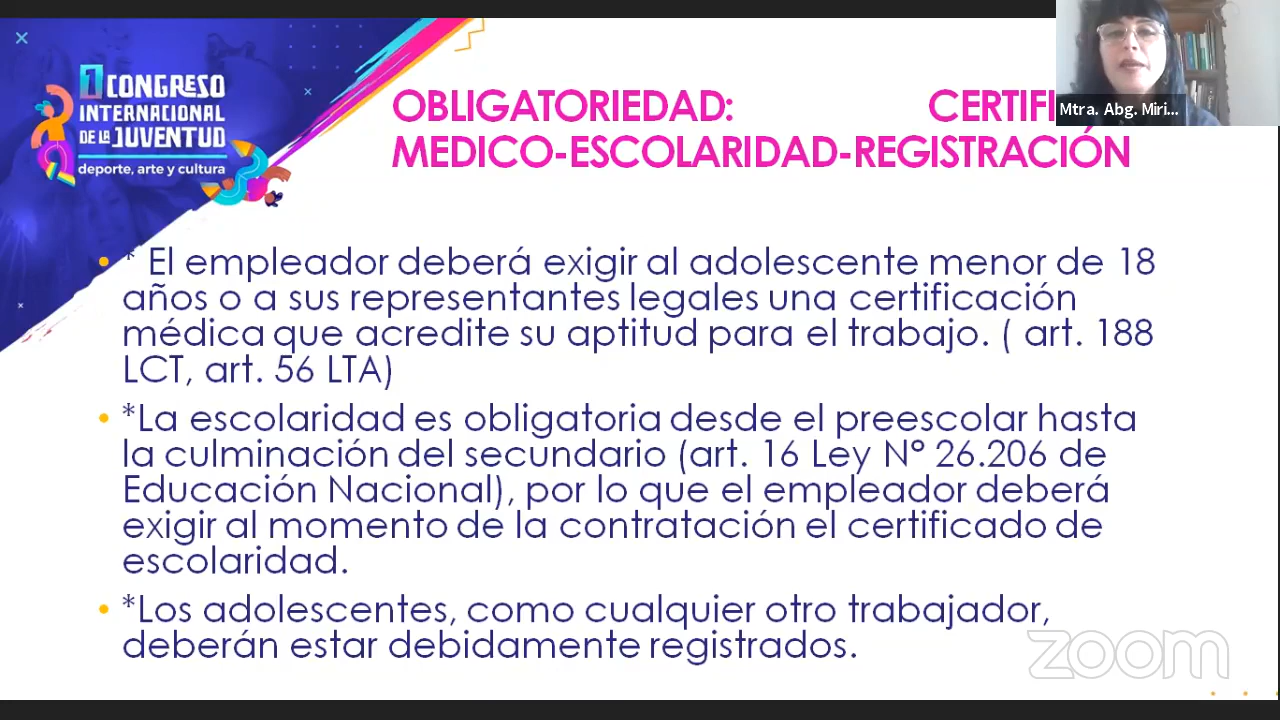 1 CONGRESO
INTERNACIONAL
DE LA JUVENTUD
deporte, arte y cultura
OBLIGATORIEDAD:
MEDICO-ESCOLARIDAD-REGISTRACIÓN
Mtra. Abg. Miri...
• * El empleador deberá exigir al adolescente menor de 18
años o a sus representantes legales una certificación
médica que acredite su aptitud para el trabajo. ( art. 188
LCT, art. 56 LTA)
• *La escolaridad es obligatoria desde el preescolar hasta
la culminación del secundario (art. 16 Ley N° 26.206 de
Educación Nacional), por lo que el empleador deberá
exigir al momento de la contratación el certificado de
escolaridad.
• *Los adolescentes, como cualquier otro trabajador,
deberán estar debidamente registrados.
zoom